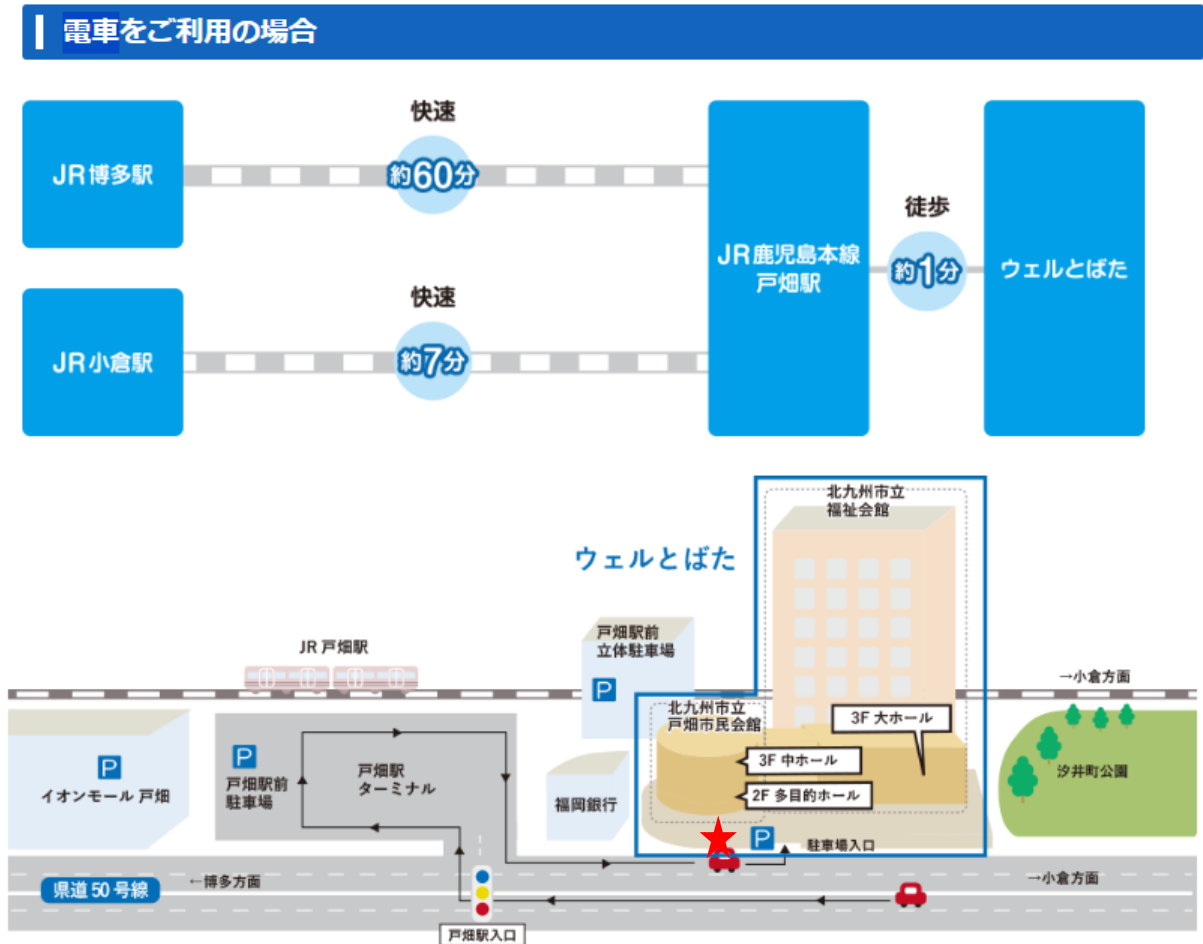 電車をご利用の場合
快速
JR博多駅
約60分
徒歩
JR鹿児島本線
戸畑駅
約1分
ウェルとばた
快速
JR小倉駅
約7分
北九州市立
福祉会館
ウェルとばた
戸畑駅前
立体駐車場
P
JR 戸畑駅
→小倉方面
北九州市立
戸畑市民会館
3F 大ホール
3F 中ホール
2F 多目的ホール
P
イオンモール 戸畑
P
戸畑駅前
駐車場
戸畑駅
ターミナル
福岡銀行
汐井町公園
P
駐車場入口
県道 50 号線
←博多方面
→小倉方面
戸畑駅入口